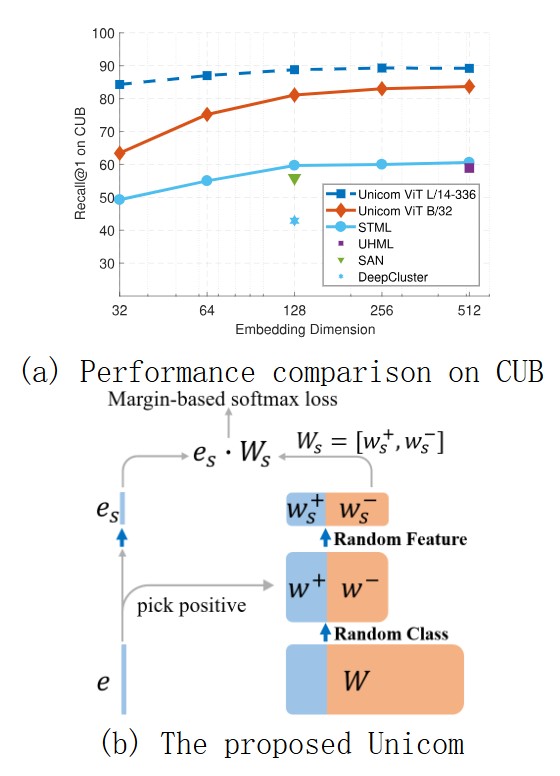 100
90
80
70
60
50
40
30
Recall@1 on CUB
32 64 128 256 512
Embedding Dimension
Unicom ViT L/14-336
Unicom ViT B/32
STML
UHML
SAN
DeepCluster
(a) Performance comparison on CUB
Margin-based softmax loss
e_s · W_s W_s = [w_s^+, w_s^-]
e_s w_s^+ w_s^-
Random Feature
w^+ w^-
pick positive
Random Class
e W
(b) The proposed Unicom